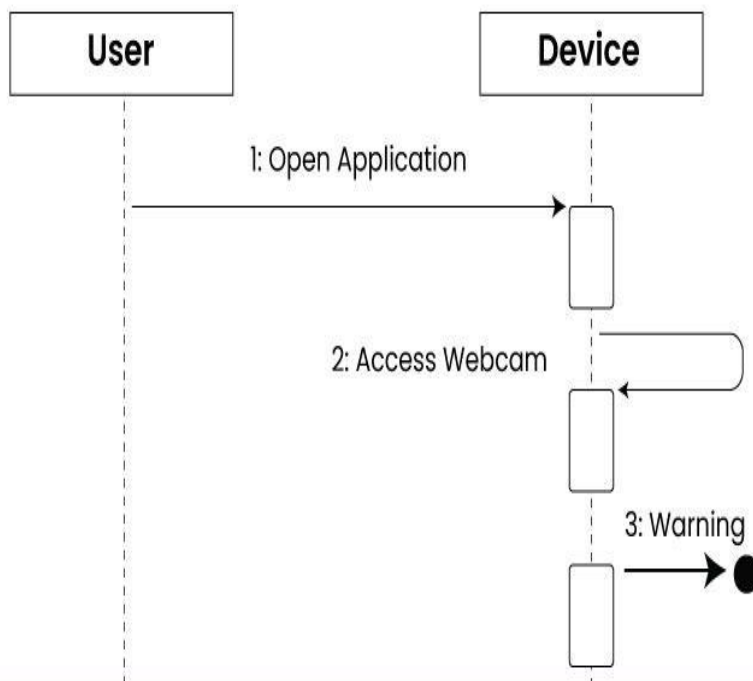 User
Device
1: Open Application
2: Access Webcam
3: Warning